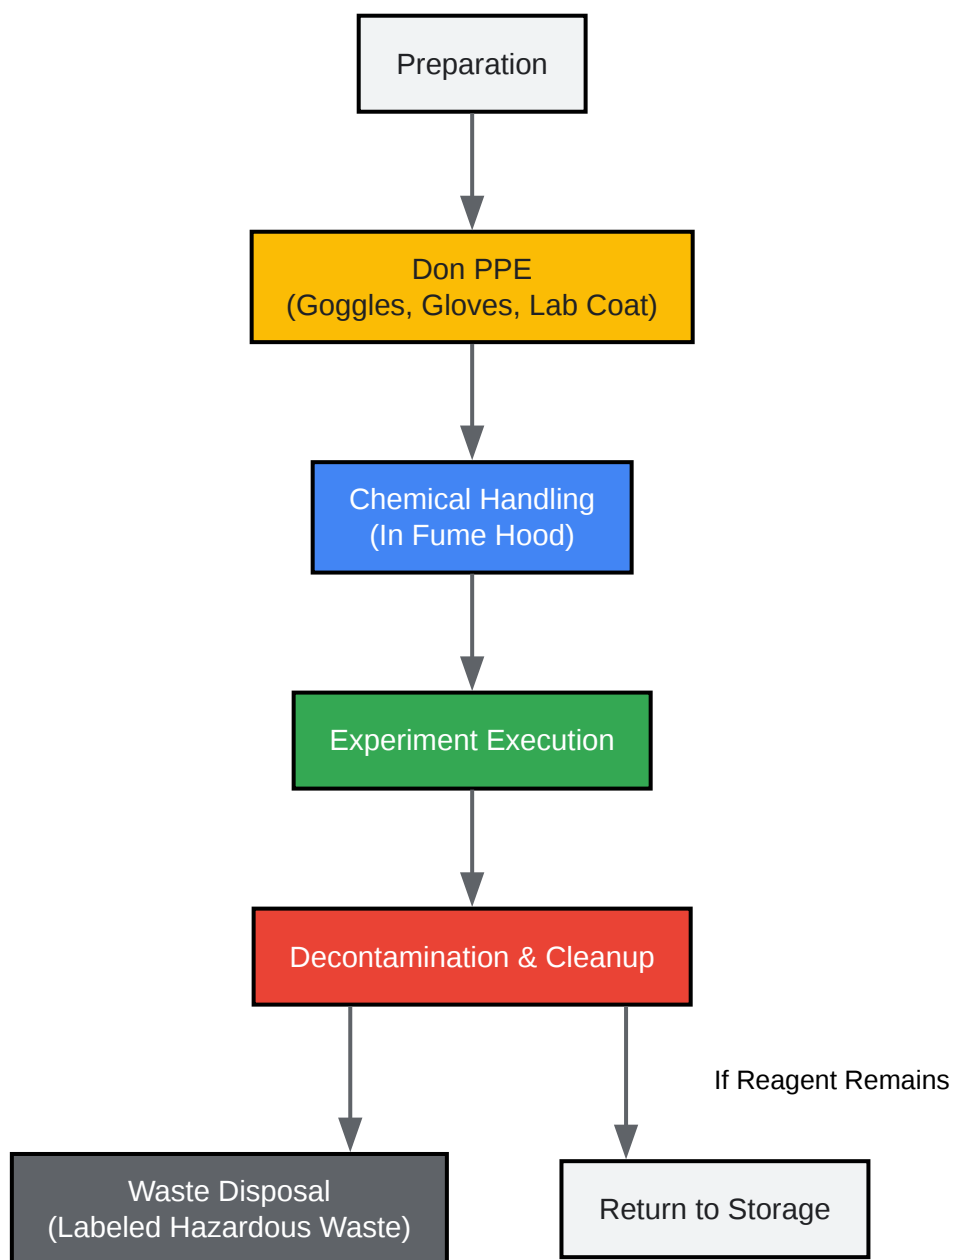 Preparation
Don PPE
(Goggles, Gloves, Lab Coat)
Chemical Handling
(In Fume Hood)
Experiment Execution
Decontamination & Cleanup
If Reagent Remains
Waste Disposal
(Labeled Hazardous Waste)
Return to Storage